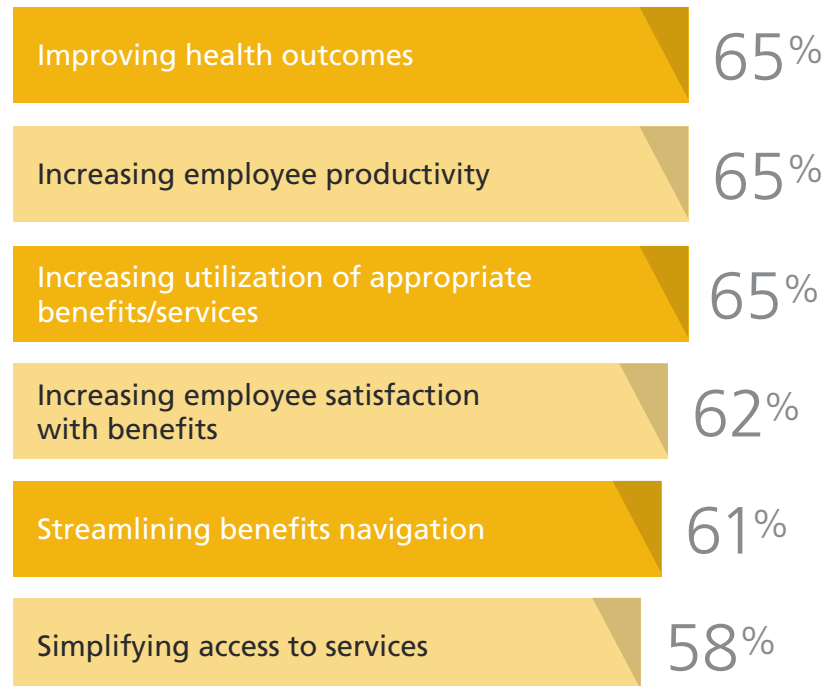 Improving health outcomes 65%
Increasing employee productivity 65%
Increasing utilization of appropriate
benefits/services 65%
Increasing employee satisfaction
with benefits 62%
Streamlining benefits navigation 61%
Simplifying access to services 58%